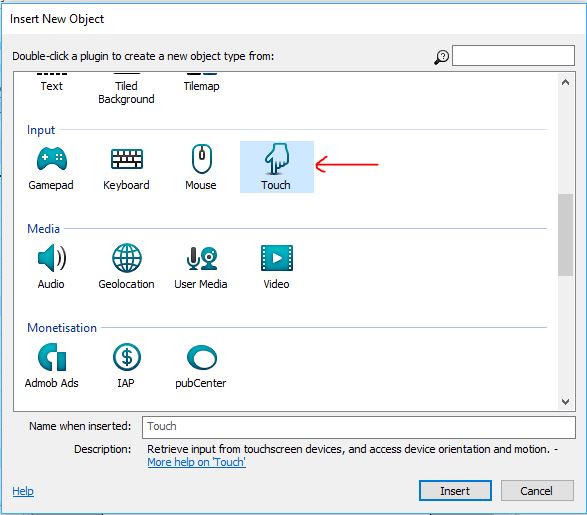 Insert New Object
Double-click a plugin to create a new object type from:
Text Tiled Background Tilemap
Input
Gamepad Keyboard Mouse Touch
Media
Audio Geolocation User Media Video
Monetisation
Admob Ads IAP pubCenter
Name when inserted: Touch
Description: Retrieve input from touchscreen devices, and access device orientation and motion. -
More help on 'Touch'
Help Insert Cancel